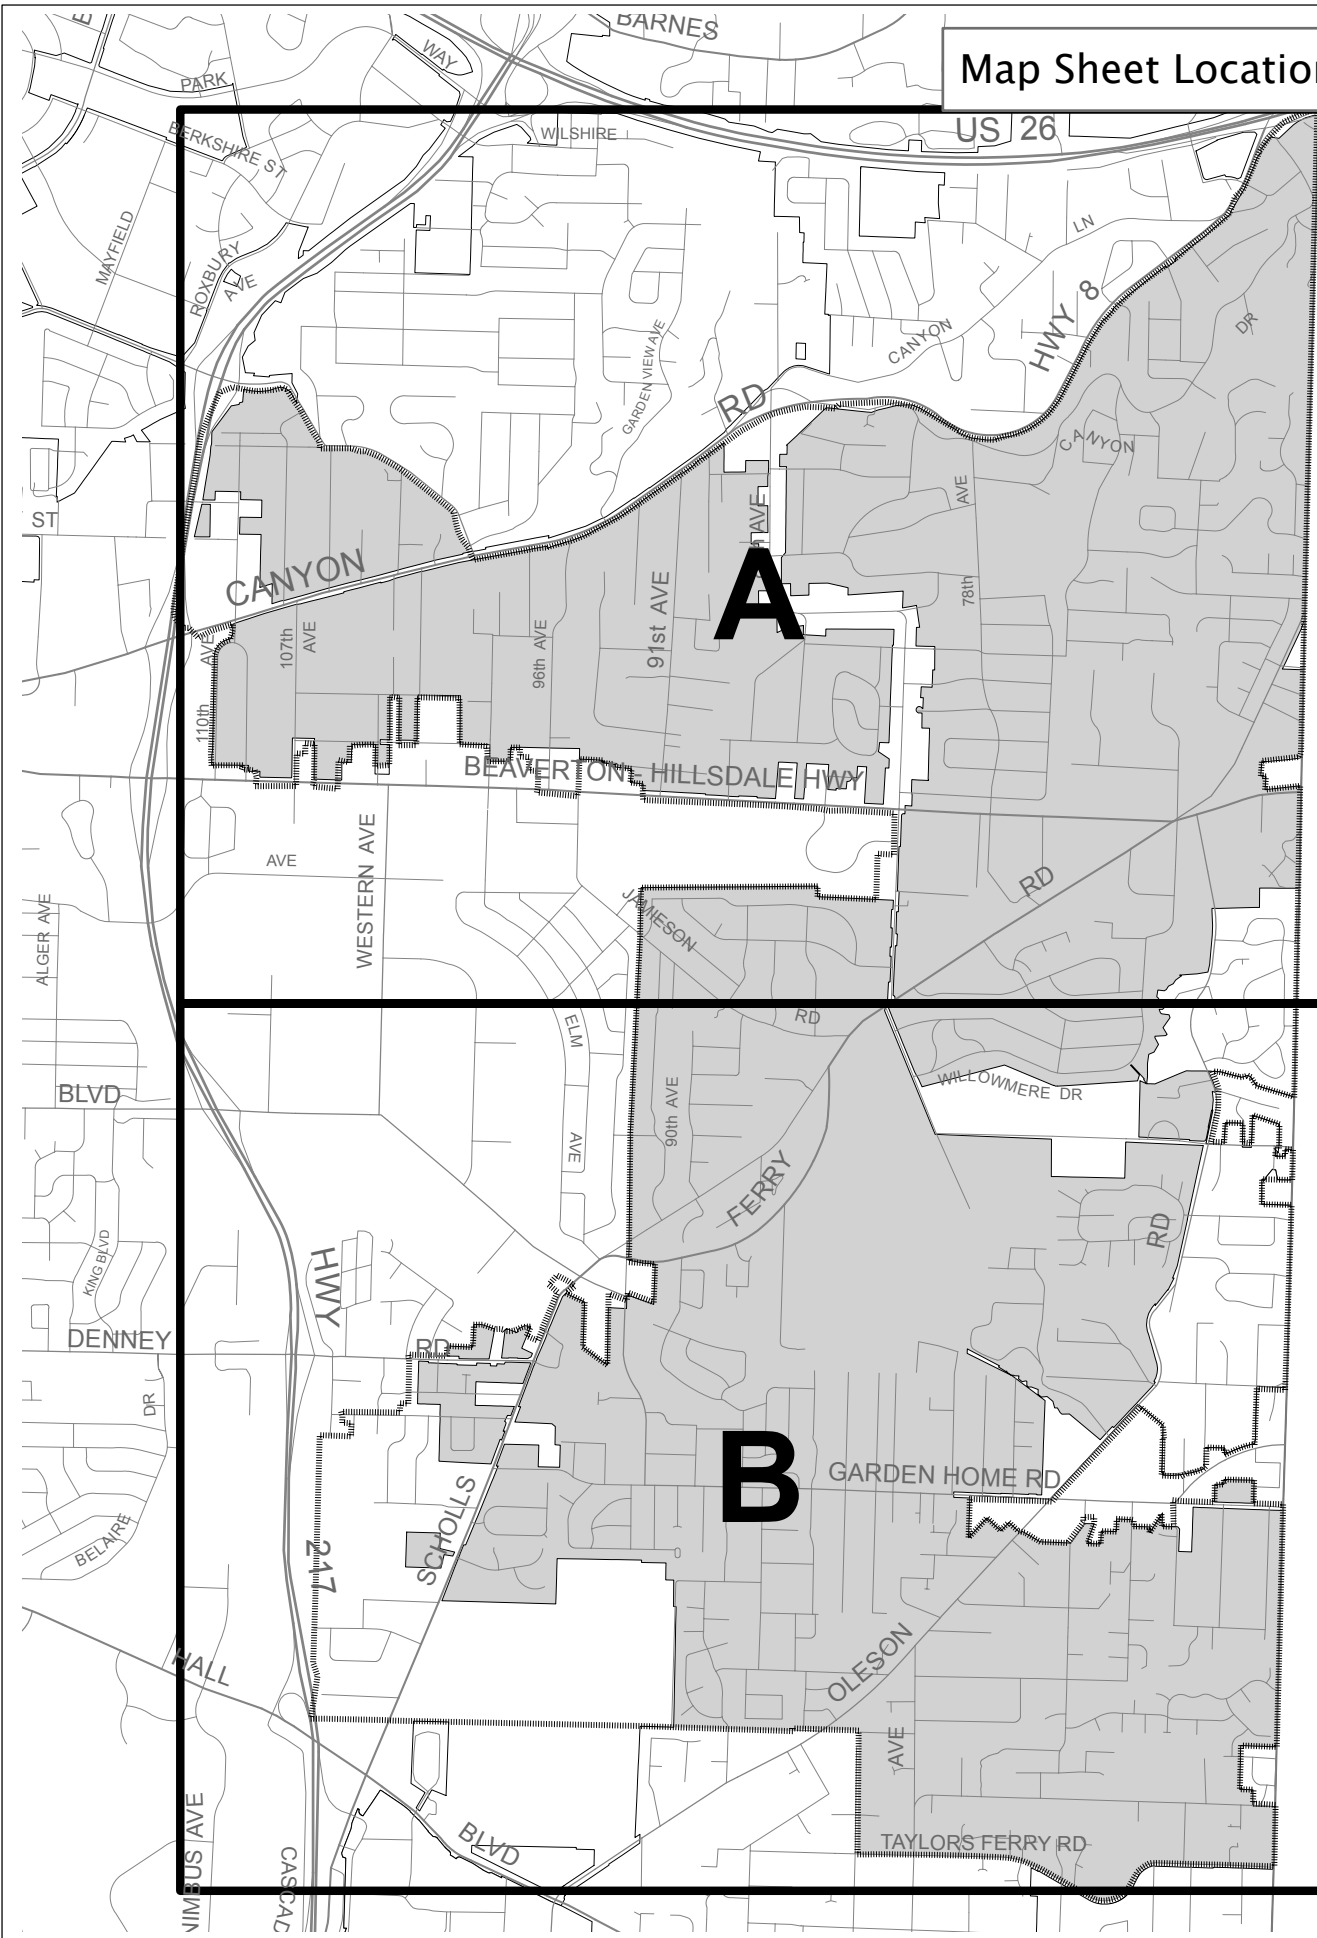 BARNES
Map Sheet Location
WAY
PARK
US 26
WILSHIRE
BERKSHIRE ST
LN
MAYFIELD
ROXBURY
AVE
HWY 8
DR
CANYON
GARDEN VIEW AVE
RD
CANYON
AVE
ST
AVE
CANYON
A
78th
91st AVE
107th
AVE
96th AVE
AVE
110th
BEAVERTON - HILLSDALE HWY
AVE
WESTERN AVE
RD
JAMIESON
ALGER AVE
RD
ELM
WILLOWMERE DR
BLVD
90th AVE
AVE
FERRY
RD
KING BLVD
HWY
DENNEY
RD
DR
B
GARDEN HOME RD
SCHOLLS
BELAIRE
217
OLESON
HALL
AVE
NIMBUS AVE
BLVD
TAYLORS FERRY RD
CASCAD